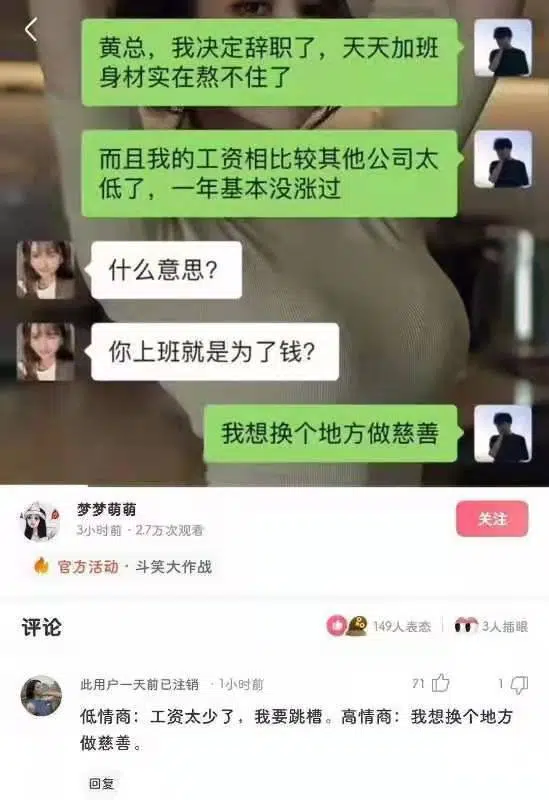 黄总，我决定辞职了，天天加班
身材实在熬不住了
而且我的工资相比较其他公司太
低了，一年基本没涨过
什么意思？
你上班就是为了钱？
我想换个地方做慈善
梦梦萌萌
3小时前 · 2.7万次观看
关注
官方活动 · 斗笑大作战
评论
149人表态
3人插眼
此用户一天前已注销 · 1小时前
71
1
低情商：工资太少了，我要跳槽。高情商：我想换个地方
做慈善。
回复